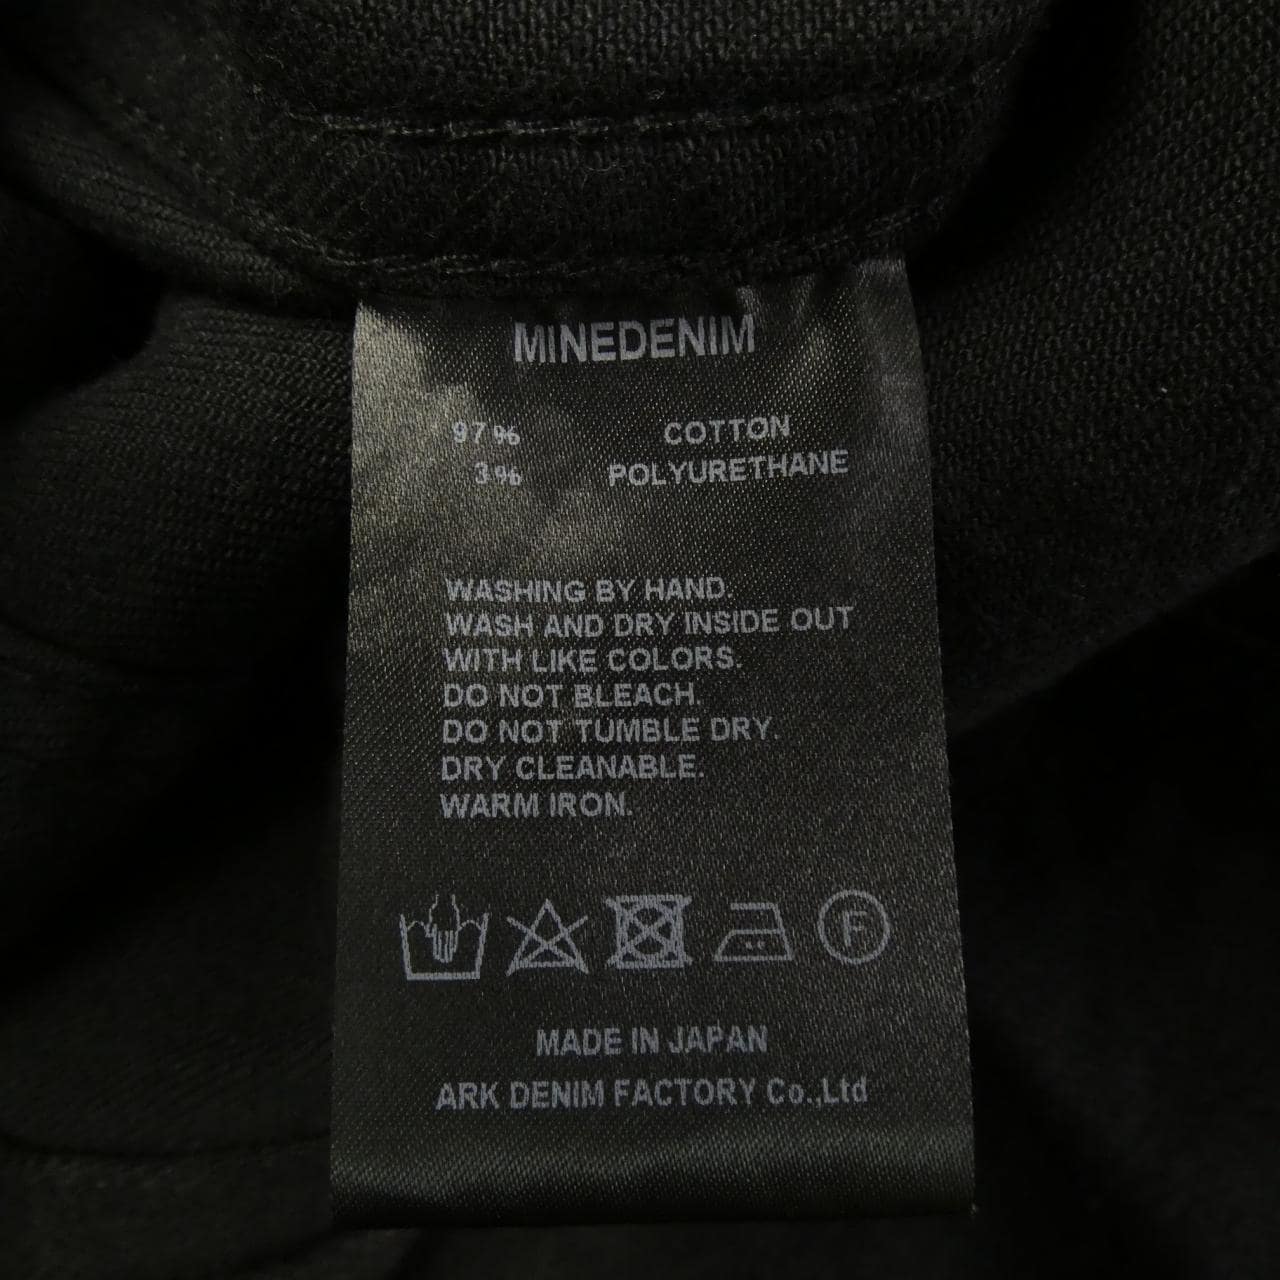 MINEDENIM
97% COTTON
3% POLYURETHANE
WASHING BY HAND.
WASH AND DRY INSIDE OUT
WITH LIKE COLORS.
DO NOT BLEACH.
DO NOT TUMBLE DRY.
DRY CLEANABLE.
WARM IRON.
F
MADE IN JAPAN
ARK DENIM FACTORY Co.,Ltd